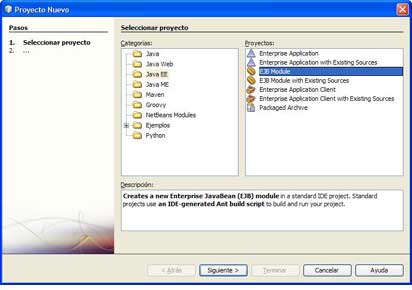 Proyecto Nuevo
Pasos
1. Seleccionar proyecto
2. ...
Seleccionar proyecto
Categorías:
Java
Java Web
Java EE
Java ME
Maven
Groovy
NetBeans Modules
Ejemplos
Python
Proyectos:
Enterprise Application
Enterprise Application with Existing Sources
EJB Module
EJB Module with Existing Sources
Enterprise Application Client
Enterprise Application Client with Existing Sources
Packaged Archive
Descripción:
Creates a new Enterprise JavaBean (EJB) module in a standard IDE project. Standard
projects use an IDE-generated Ant build script to build and run your project.
< Atrás
Siguiente >
Terminar
Cancelar
Ayuda